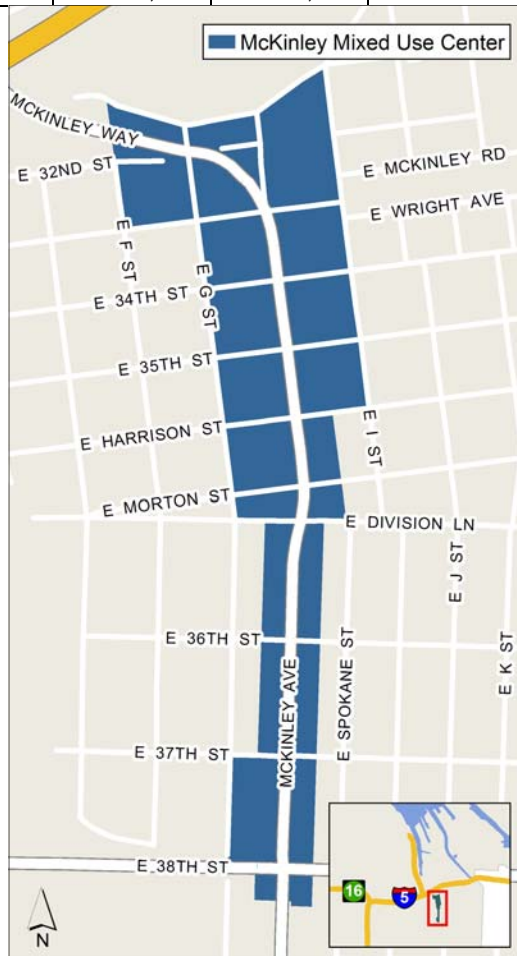 McKinley Mixed Use Center
MCKINLEY WAY
E 32ND ST
E MCKINLEY RD
E WRIGHT AVE
E F ST
E G ST
E 34TH ST
E 35TH ST
E HARRISON ST
E I ST
E MORTON ST
E DIVISION LN
E J ST
E 36TH ST
E K ST
E SPOKANE ST
MCKINLEY AVE
E 37TH ST
E 38TH ST
16
5
N